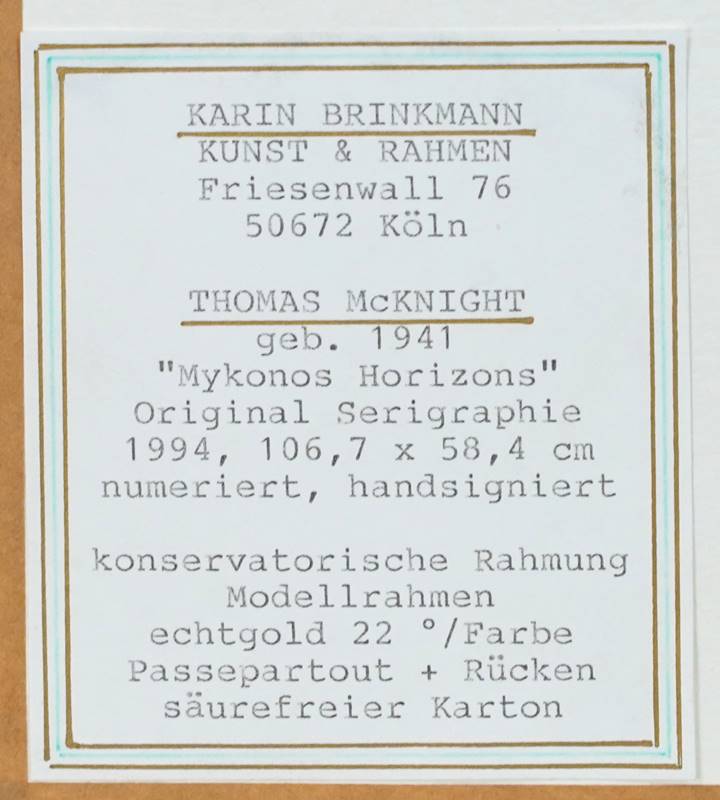 KARIN BRINKMANN
KUNST & RAHMEN
Friesenwall 76
50672 Köln
THOMAS McKNIGHT
geb. 1941
"Mykonos Horizons"
Original Serigraphie
1994, 106,7 x 58,4 cm
numeriert, handsigniert
konservatorische Rahmung
Modellrahmen
echtgold 22 °/Farbe
Passepartout + Rücken
säurefreier Karton